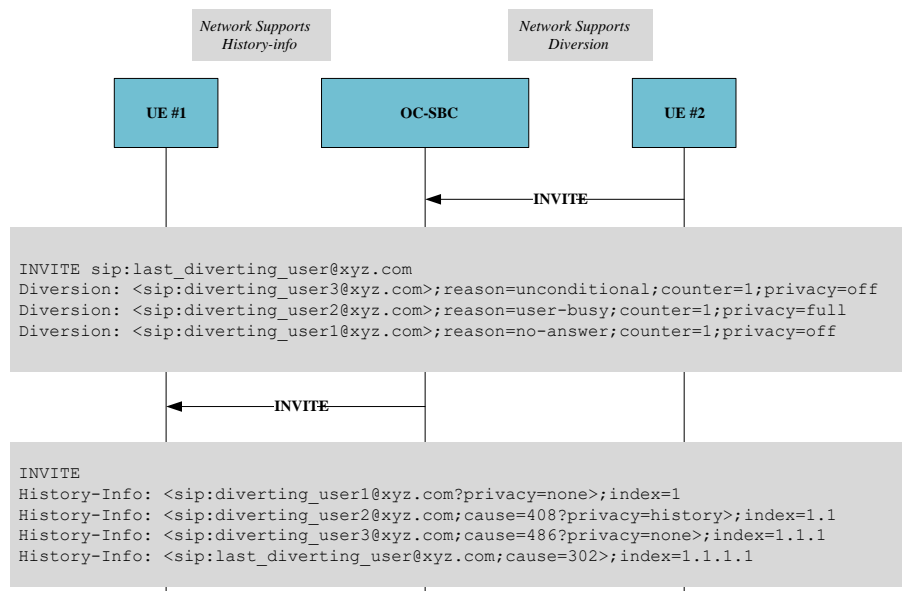 Network Supports
History-info
Network Supports
Diversion
UE #1
OC-SBC
UE #2
INVITE
INVITE sip:last_diverting_user@xyz.com
Diversion: <sip:diverting_user3@xyz.com>;reason=unconditional;counter=1;privacy=off
Diversion: <sip:diverting_user2@xyz.com>;reason=user-busy;counter=1;privacy=full
Diversion: <sip:diverting_user1@xyz.com>;reason=no-answer;counter=1;privacy=off
INVITE
INVITE
History-Info: <sip:diverting_user1@xyz.com?privacy=none>;index=1
History-Info: <sip:diverting_user2@xyz.com;cause=408?privacy=history>;index=1.1
History-Info: <sip:diverting_user3@xyz.com;cause=486?privacy=none>;index=1.1.1
History-Info: <sip:last_diverting_user@xyz.com;cause=302>;index=1.1.1.1